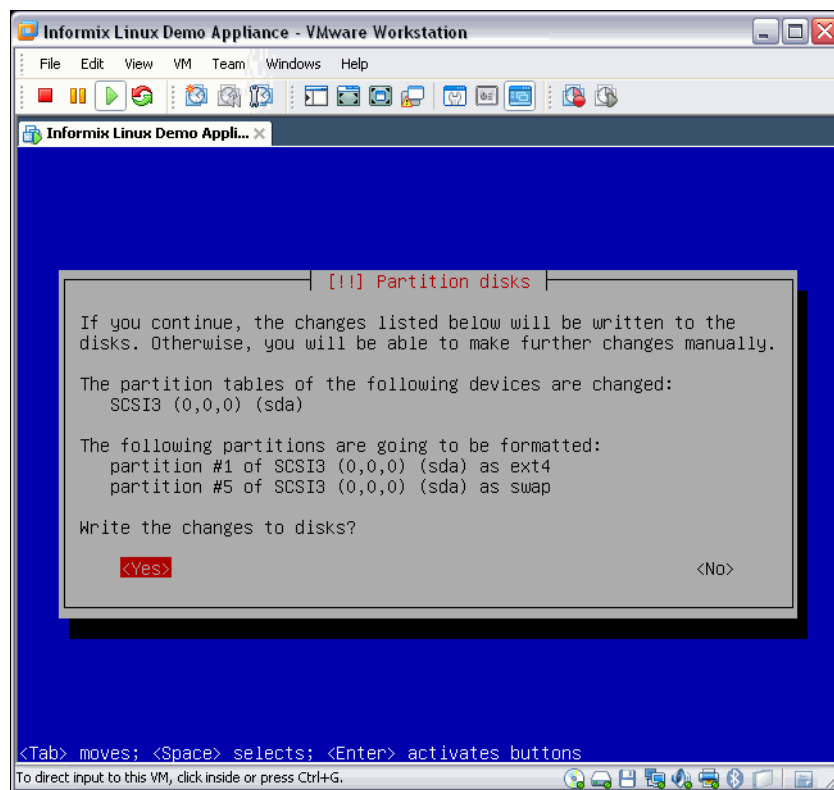 Informix Linux Demo Appliance - VMware Workstation
File Edit View VM Team Windows Help
Informix Linux Demo Appli...
[!!] Partition disks
If you continue, the changes listed below will be written to the
disks. Otherwise, you will be able to make further changes manually.
The partition tables of the following devices are changed:
SCSI3 (0,0,0) (sda)
The following partitions are going to be formatted:
partition #1 of SCSI3 (0,0,0) (sda) as ext4
partition #5 of SCSI3 (0,0,0) (sda) as swap
Write the changes to disks?
<Yes> <No>
<Tab> moves; <Space> selects; <Enter> activates buttons
To direct input to this VM, click inside or press Ctrl+G.